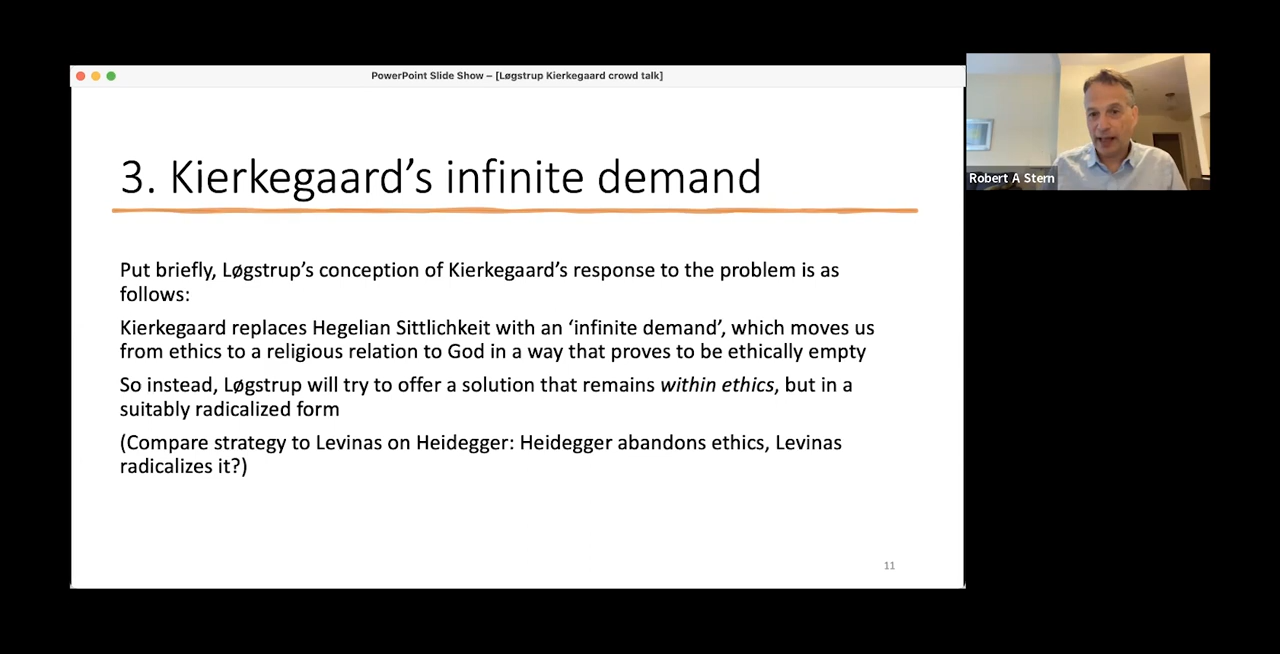 PowerPoint Slide Show – [Løgstrup Kierkegaard crowd talk]
3. Kierkegaard’s infinite demand
Put briefly, Løgstrup’s conception of Kierkegaard’s response to the problem is as
follows:
Kierkegaard replaces Hegelian Sittlichkeit with an ‘infinite demand’, which moves us
from ethics to a religious relation to God in a way that proves to be ethically empty
So instead, Løgstrup will try to offer a solution that remains within ethics, but in a
suitably radicalized form
(Compare strategy to Levinas on Heidegger: Heidegger abandons ethics, Levinas
radicalizes it?)
11
Robert A Stern